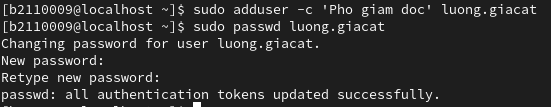 [b2110009@localhost ~]$ sudo adduser -c 'Pho giam doc' luong.giacat
[b2110009@localhost ~]$ sudo passwd luong.giacat
Changing password for user luong.giacat.
New password:
Retype new password:
passwd: all authentication tokens updated successfully.